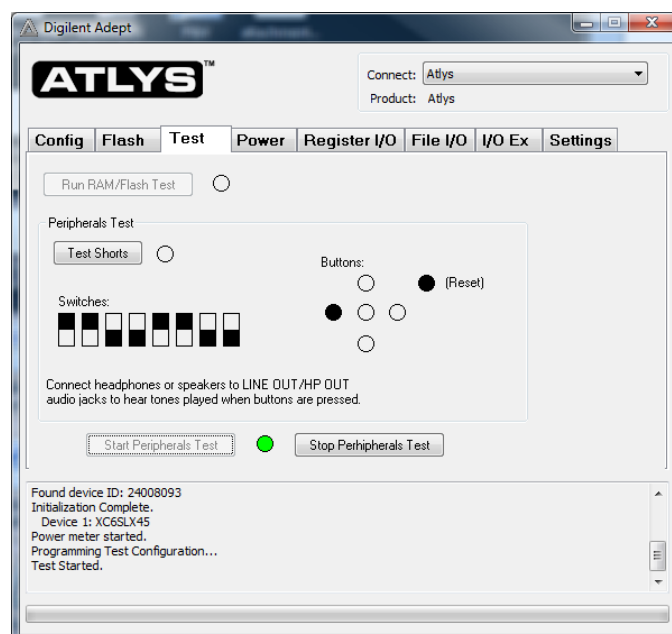 Digilent Adept
ATLYS™
Connect: Atlys
Product: Atlys
Config Flash Test Power Register I/O File I/O I/O Ex Settings
Run RAM/Flash Test
Peripherals Test
Test Shorts
Buttons:
(Reset)
Switches:
Connect headphones or speakers to LINE OUT/HP OUT
audio jacks to hear tones played when buttons are pressed.
Start Peripherals Test
Stop Perhipherals Test
Found device ID: 24008093
Initialization Complete.
Device 1: XC6SLX45
Power meter started.
Programming Test Configuration...
Test Started.